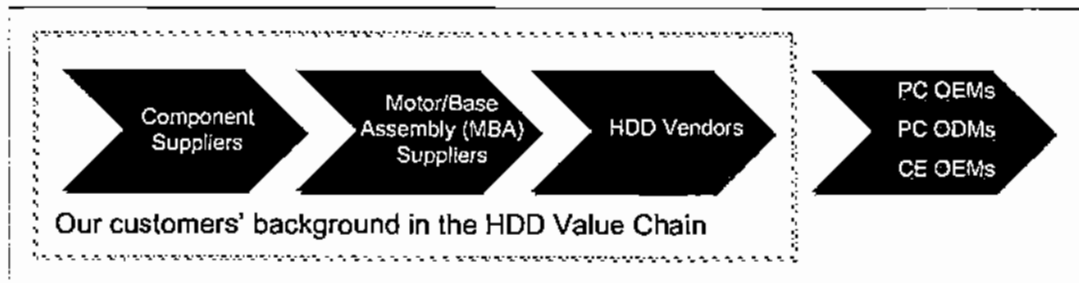 Component
Suppliers
Motor/Base
Assembly (MBA)
Suppliers
HDD Vendors
PC OEMs
PC ODMs
CE OEMs
Our customers' background in the HDD Value Chain